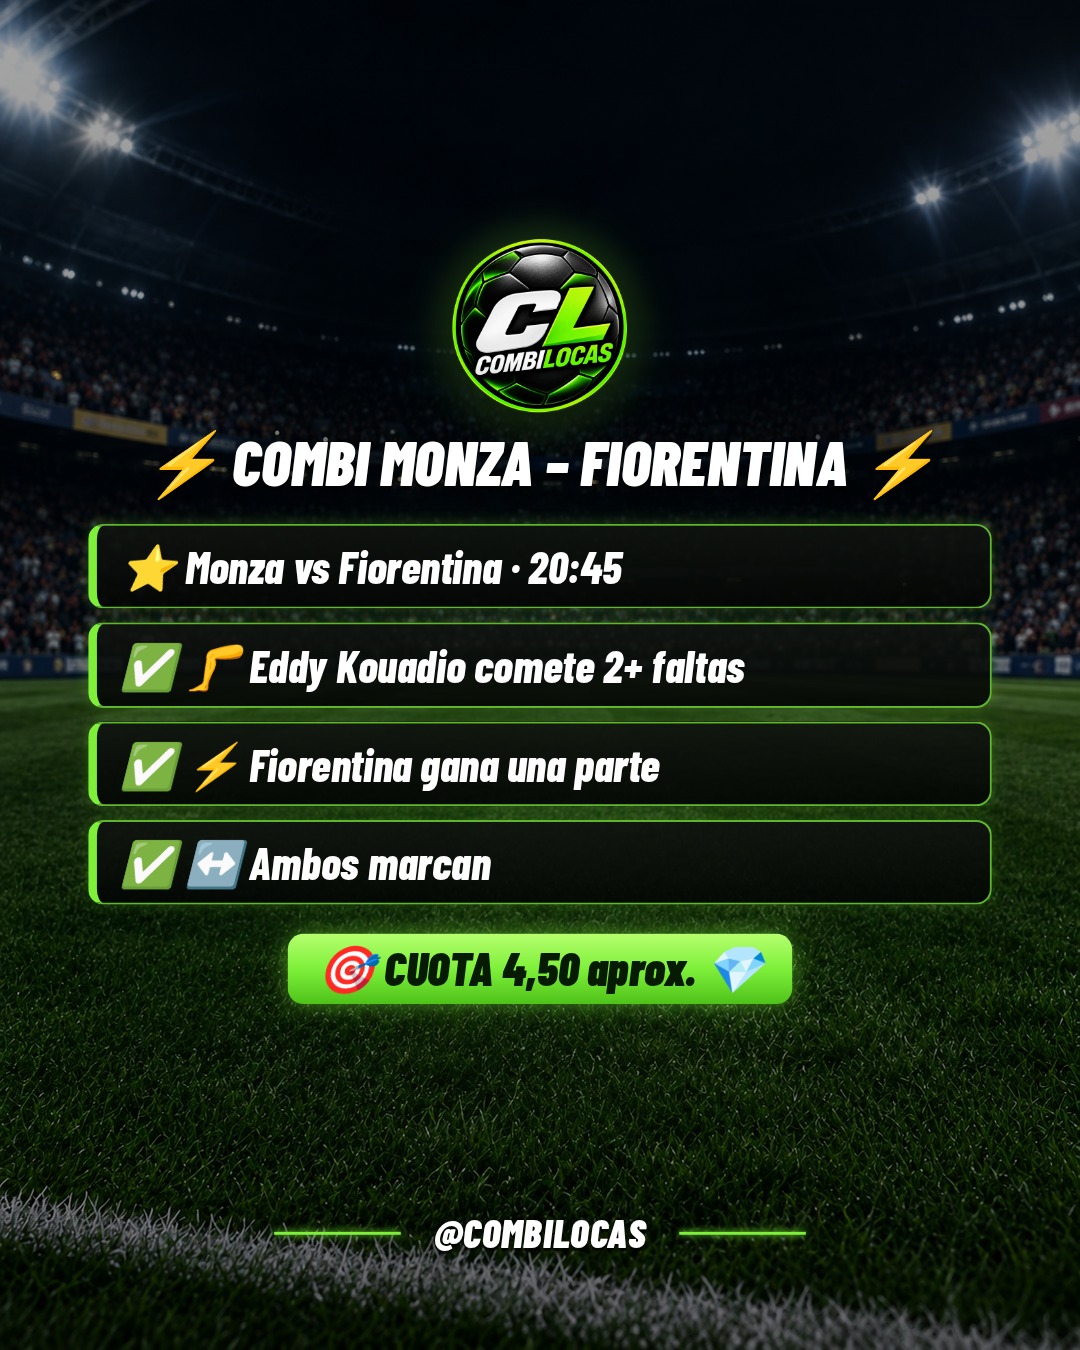 CL
COMBILOCAS
⚡ COMBI MONZA - FIORENTINA ⚡
⭐ Monza vs Fiorentina · 20:45
✅ 🦵 Eddy Kouadio comete 2+ faltas
✅ ⚡ Fiorentina gana una parte
✅ ↔️ Ambos marcan
🎯 CUOTA 4,50 aprox. 💎
@COMBILOCAS